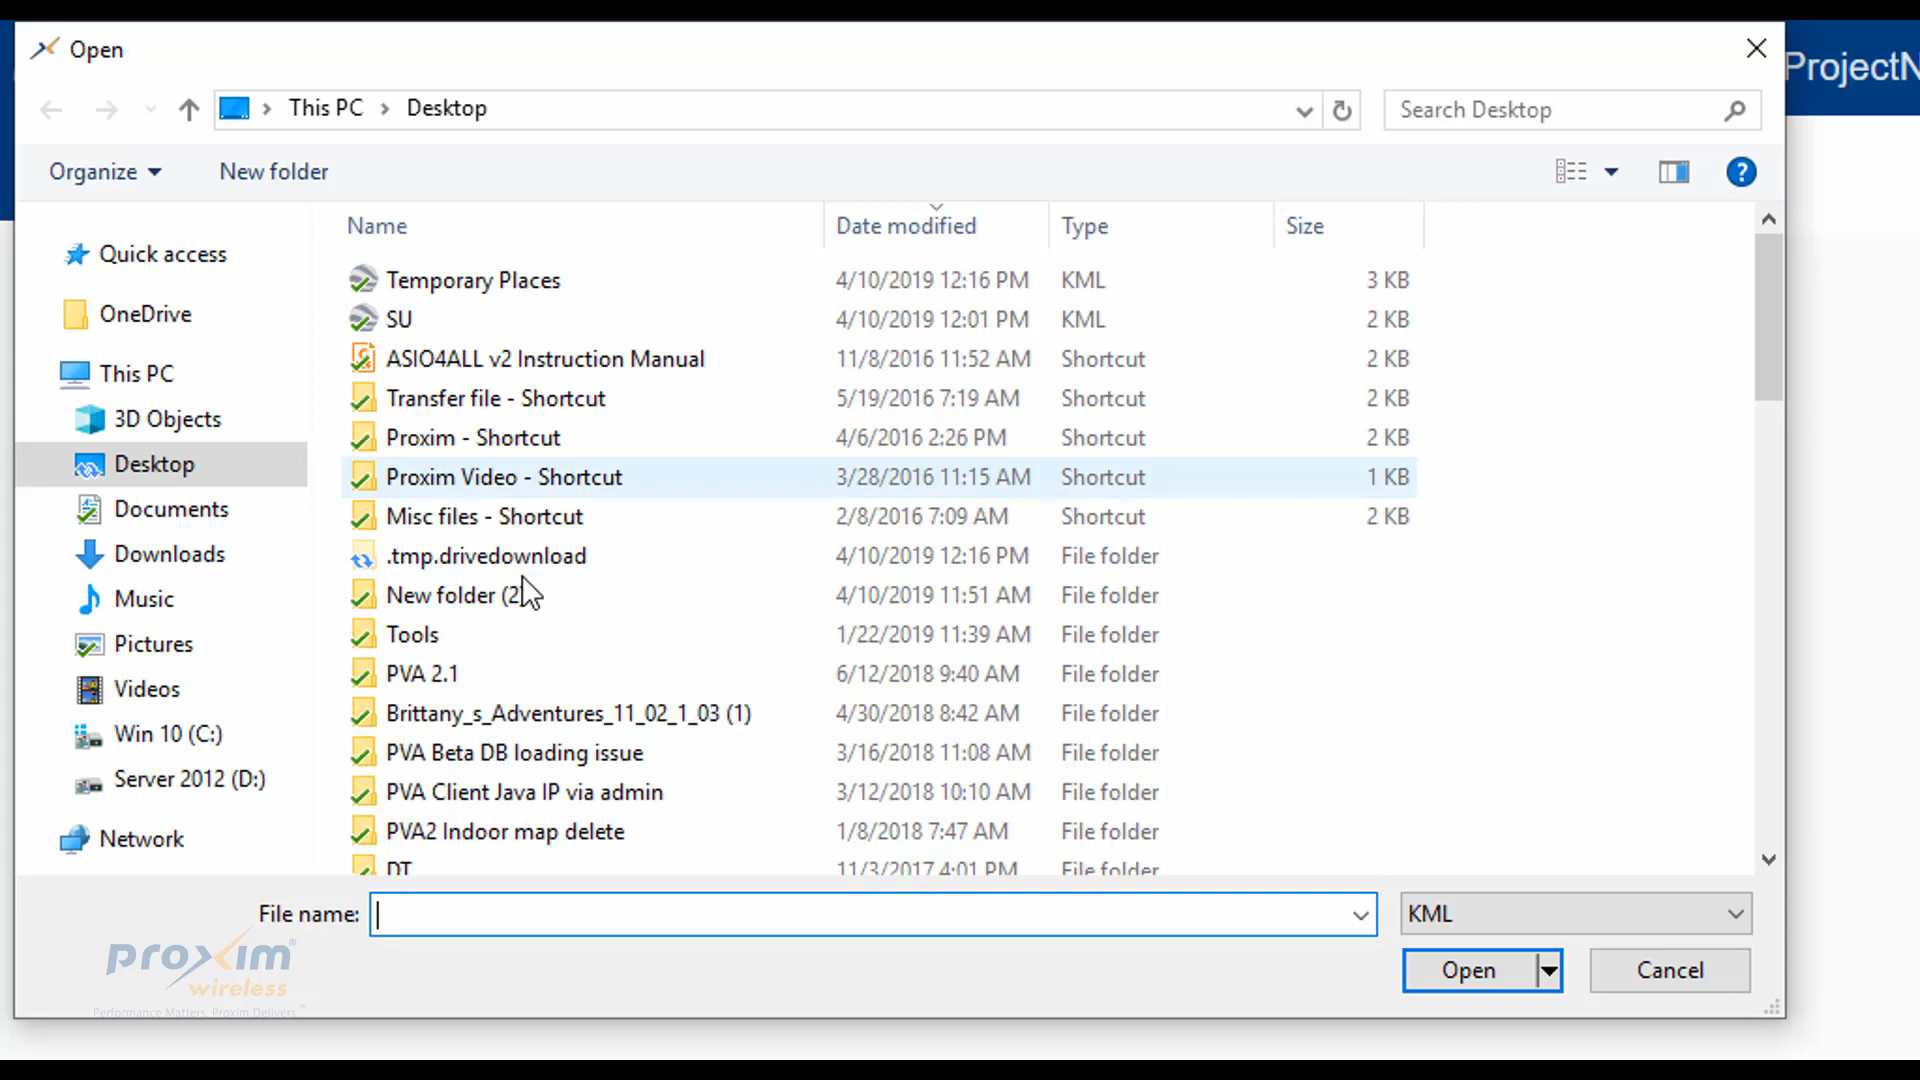 Open
ProjectN
This PC > Desktop
Search Desktop
Organize
New folder
Name Date modified Type Size
Quick access
OneDrive
This PC
3D Objects
Desktop
Documents
Downloads
Music
Pictures
Videos
Win 10 (C:)
Server 2012 (D:)
Network
Temporary Places 4/10/2019 12:16 PM KML 3 KB
SU 4/10/2019 12:01 PM KML 2 KB
ASIO4ALL v2 Instruction Manual 11/8/2016 11:52 AM Shortcut 2 KB
Transfer file - Shortcut 5/19/2016 7:19 AM Shortcut 2 KB
Proxim - Shortcut 4/6/2016 2:26 PM Shortcut 2 KB
Proxim Video - Shortcut 3/28/2016 11:15 AM Shortcut 1 KB
Misc files - Shortcut 2/8/2016 7:09 AM Shortcut 2 KB
.tmp.drivedownload 4/10/2019 12:16 PM File folder
New folder (2) 4/10/2019 11:51 AM File folder
Tools 1/22/2019 11:39 AM File folder
PVA 2.1 6/12/2018 9:40 AM File folder
Brittany_s_Adventures_11_02_1_03 (1) 4/30/2018 8:42 AM File folder
PVA Beta DB loading issue 3/16/2018 11:08 AM File folder
PVA Client Java IP via admin 3/12/2018 10:10 AM File folder
PVA2 Indoor map delete 1/8/2018 7:47 AM File folder
DT 11/3/2017 4:01 PM File folder
File name:
KML
Open
Cancel
proxim®
wireless
Performance Matters. Proxim Delivers.